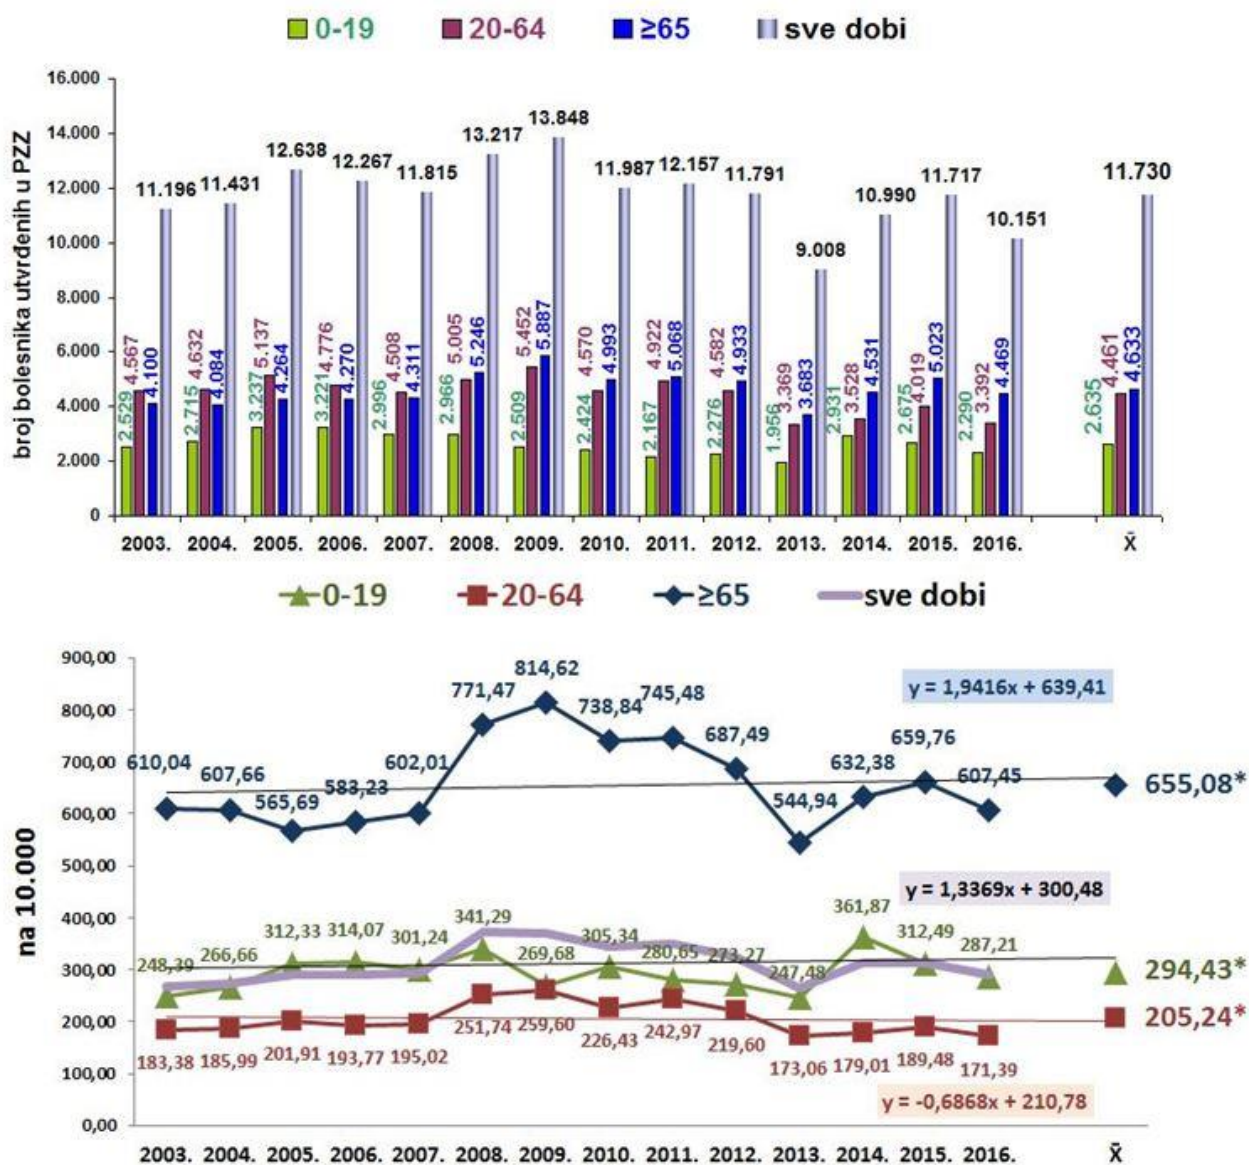 0-19 20-64 ≥65 sve dobi
broj bolesnika utvrđenih u PZZ
16.000
14.000
12.000
10.000
8.000
6.000
4.000
2.000
0
2.529 4.567 4.100 11.196
2.715 4.632 4.084 11.431
3.237 5.137 4.264 12.638
3.221 4.776 4.270 12.267
2.996 4.508 4.311 11.815
2.966 5.005 5.246 13.217
2.509 5.452 5.887 13.848
2.424 4.570 4.993 11.987
2.167 4.922 5.068 12.157
2.276 4.582 4.933 11.791
1.956 3.369 3.683 9.008
2.931 3.528 4.531 10.990
2.675 4.019 5.023 11.717
2.290 3.392 4.469 10.151
2.635 4.461 4.633 11.730
2003. 2004. 2005. 2006. 2007. 2008. 2009. 2010. 2011. 2012. 2013. 2014. 2015. 2016. x̄
0-19 20-64 ≥65 sve dobi
na 10.000
900,00
800,00
700,00
600,00
500,00
400,00
300,00
200,00
100,00
0,00
610,04 607,66 565,69 583,23 602,01 771,47 814,62 738,84 745,48 687,49 544,94 632,38 659,76 607,45 655,08*
y = 1,9416x + 639,41
y = 1,3369x + 300,48
248,39 266,66 312,33 314,07 301,24 341,29 269,68 305,34 280,65 273,27 247,48 361,87 312,49 287,21 294,43*
183,38 185,99 201,91 193,77 195,02 251,74 259,60 226,43 242,97 219,60 173,06 179,01 189,48 171,39 205,24*
y = -0,6868x + 210,78
2003. 2004. 2005. 2006. 2007. 2008. 2009. 2010. 2011. 2012. 2013. 2014. 2015. 2016. x̄